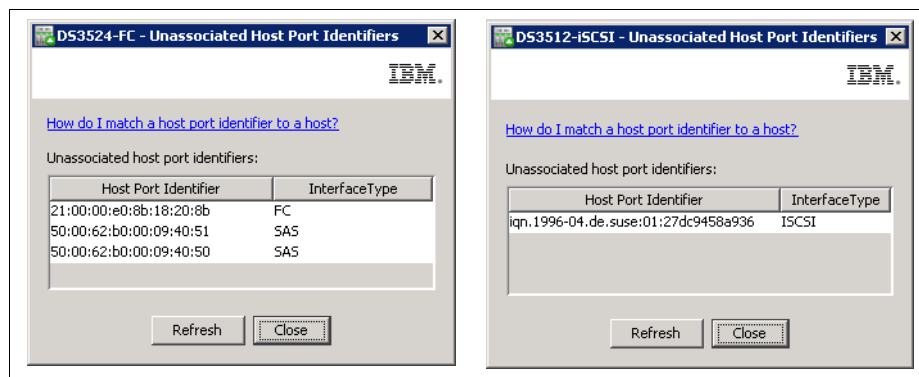 DS3524-FC - Unassociated Host Port Identifiers
IBM.
How do I match a host port identifier to a host?
Unassociated host port identifiers:
Host Port Identifier InterfaceType
21:00:00:e0:8b:18:20:8b FC
50:00:62:b0:00:09:40:51 SAS
50:00:62:b0:00:09:40:50 SAS
Refresh Close
DS3512-iSCSI - Unassociated Host Port Identifiers
IBM.
How do I match a host port identifier to a host?
Unassociated host port identifiers:
Host Port Identifier InterfaceType
iqn.1996-04.de.suse:01:27dc9458a936 ISCSI
Refresh Close